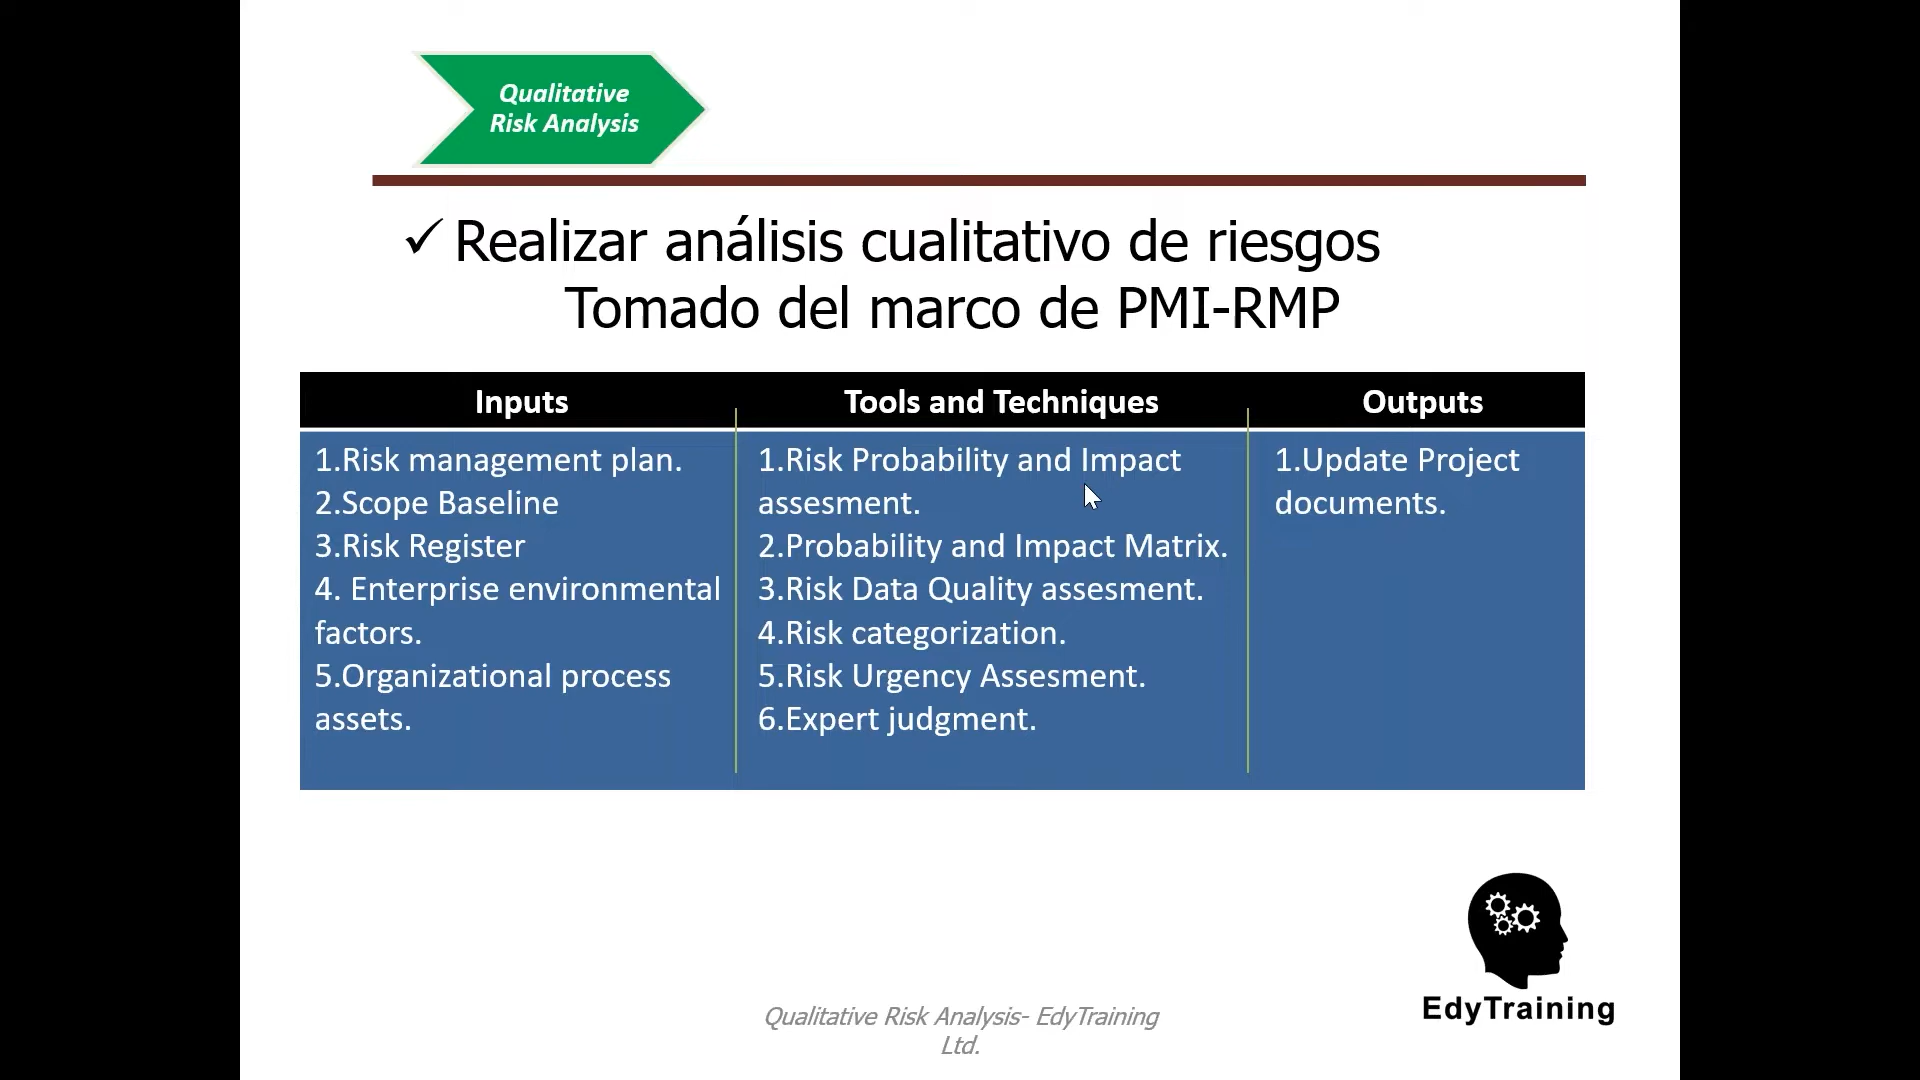 Qualitative
Risk Analysis
✓ Realizar análisis cualitativo de riesgos
Tomado del marco de PMI-RMP
Inputs
1.Risk management plan.
2.Scope Baseline
3.Risk Register
4. Enterprise environmental
factors.
5.Organizational process
assets.
Tools and Techniques
1.Risk Probability and Impact
assesment.
2.Probability and Impact Matrix.
3.Risk Data Quality assesment.
4.Risk categorization.
5.Risk Urgency Assesment.
6.Expert judgment.
Outputs
1.Update Project
documents.
EdyTraining
Qualitative Risk Analysis- EdyTraining
Ltd.